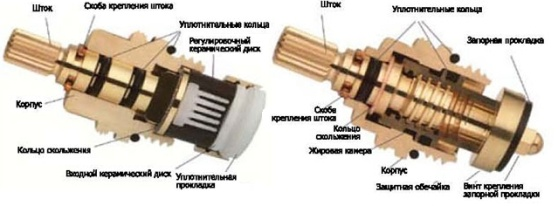 Шток
Скоба крепления штока
Уплотнительные кольца
Регулировочный
керамический диск
Корпус
Кольцо скольжения
Входной керамический диск
Уплотнительная
прокладка
Шток
Уплотнительные кольца
Запорная прокладка
Скоба
крепления штока
Кольцо
скольжения
Жировая камера
Корпус
Защитная обечайка
Винт крепления
запорной прокладки